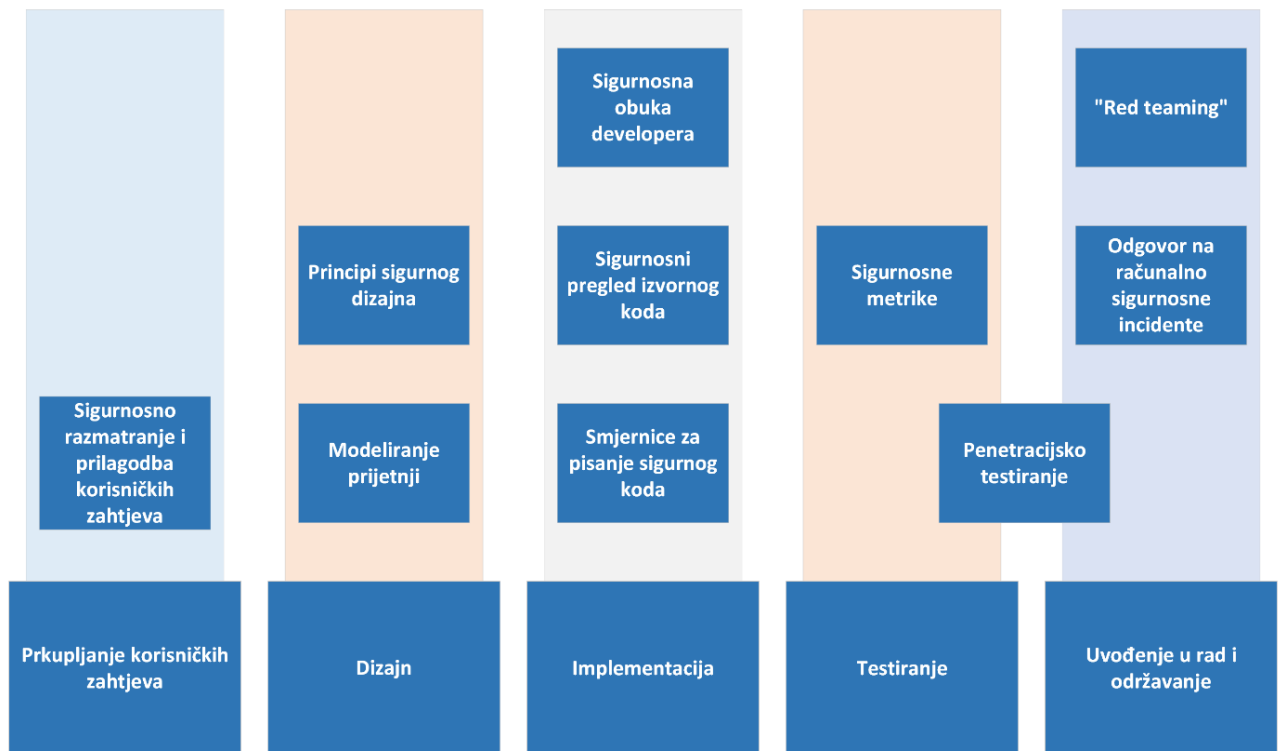 Sigurnosna
obuka
developera
"Red teaming"
Principi sigurnog
dizajna
Sigurnosni
pregled izvornog
koda
Sigurnosne
metrike
Odgovor na
računalno
sigurnosne
incidente
Sigurnosno
razmatranje i
prilagodba
korisničkih
zahtjeva
Modeliranje
prijetnji
Smjernice za
pisanje sigurnog
koda
Penetracijsko
testiranje
Prkupljanje korisničkih
zahtjeva
Dizajn
Implementacija
Testiranje
Uvođenje u rad i
održavanje